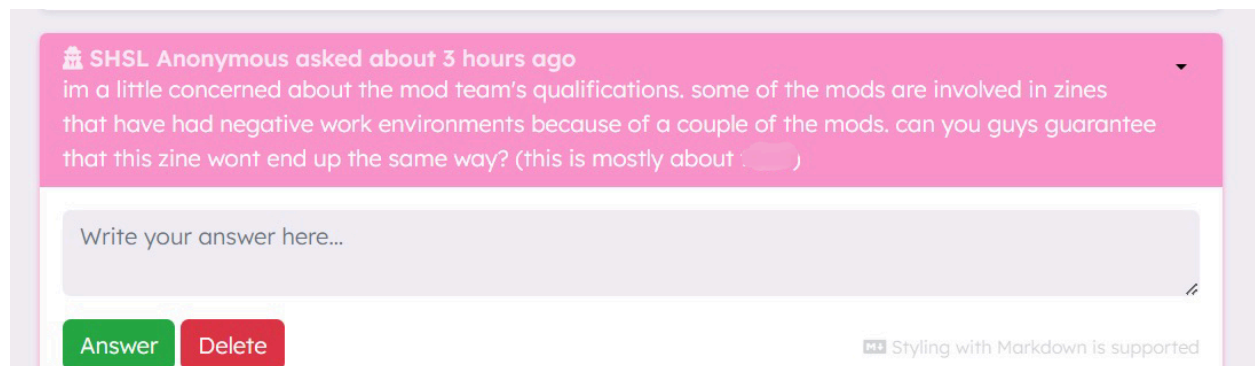 SHSL Anonymous asked about 3 hours ago
im a little concerned about the mod team's qualifications. some of the mods are involved in zines
that have had negative work environments because of a couple of the mods. can you guys guarantee
that this zine wont end up the same way? (this is mostly about )
Write your answer here...
Answer Delete
Styling with Markdown is supported